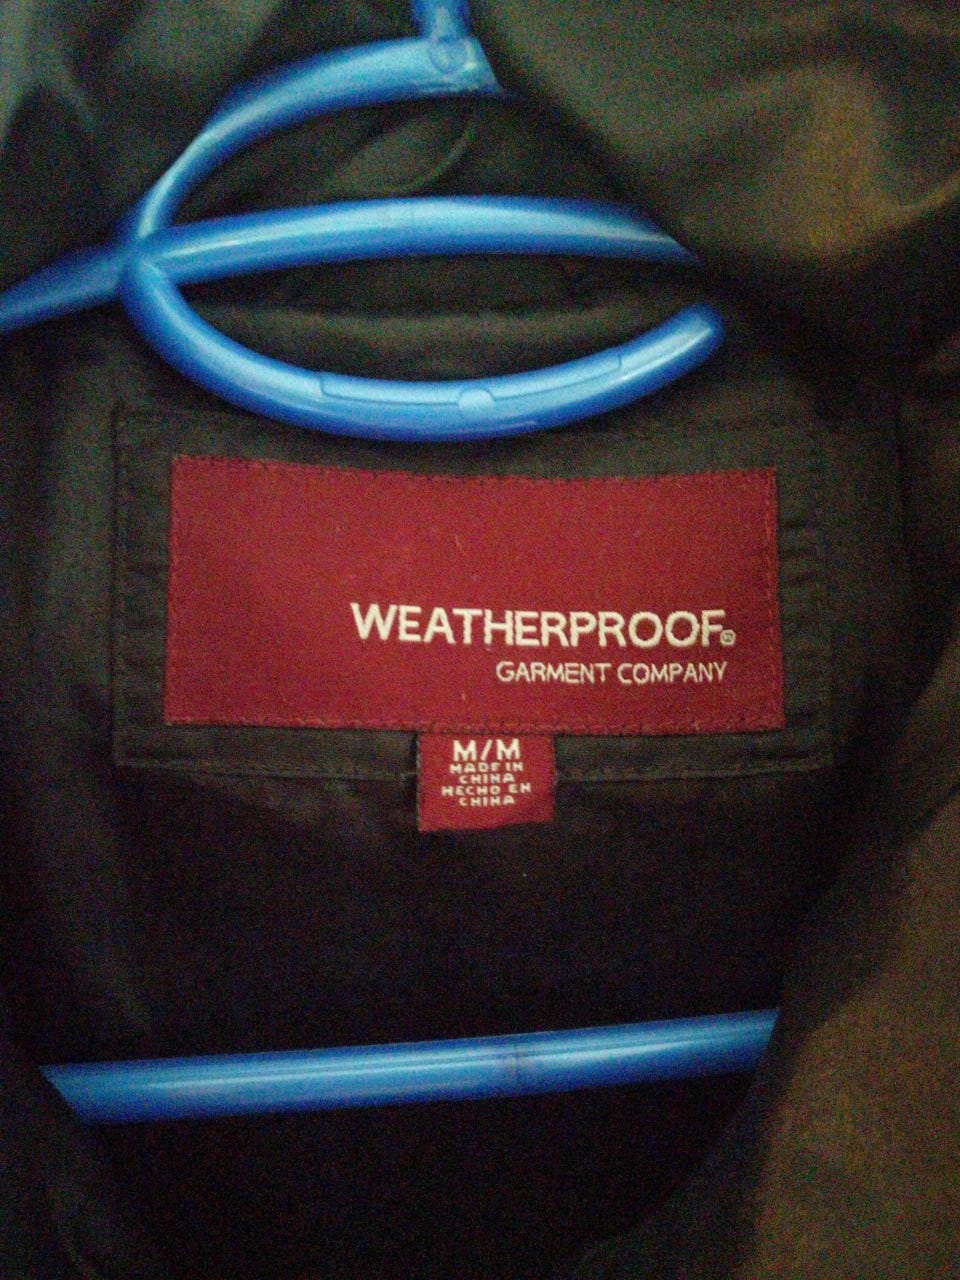 WEATHERPROOF®
GARMENT COMPANY
M/M
MADE IN
CHINA
HECHO EN
CHINA